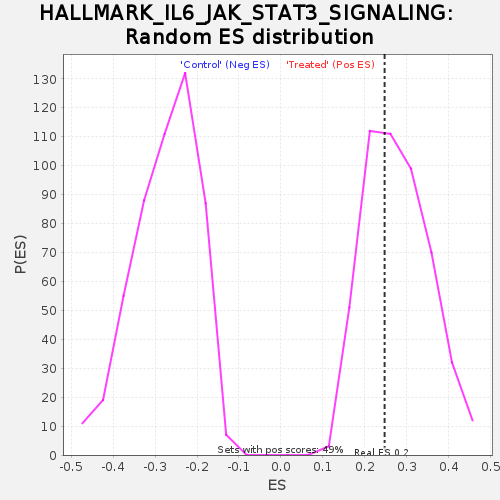 HALLMARK_IL6_JAK_STAT3_SIGNALING:
Random ES distribution
'Control' (Neg ES) 'Treated' (Pos ES)
130
120
110
100
90
80
70
60
50
40
30
20
10
0
P(ES)
Sets with pos scores: 49%
Real ES 0.2
-0.5 -0.4 -0.3 -0.2 -0.1 0.0 0.1 0.2 0.3 0.4 0.5
ES